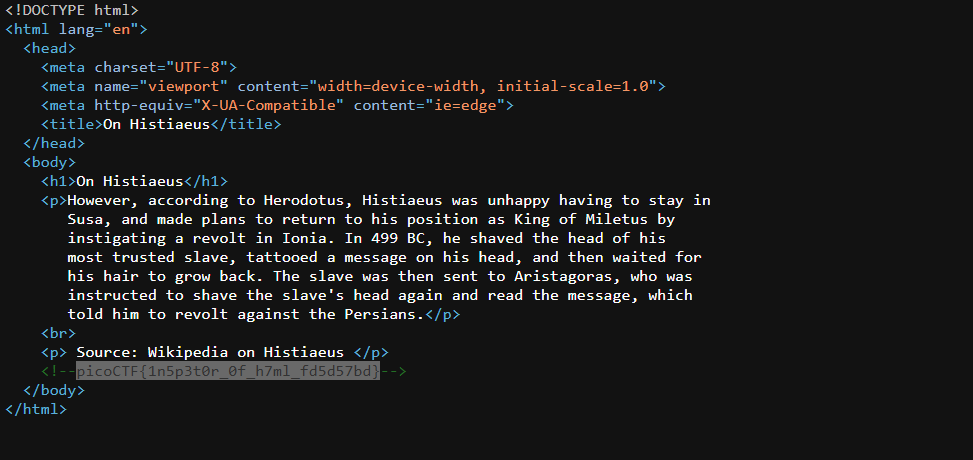 <!DOCTYPE html>
<html lang="en">
  <head>
    <meta charset="UTF-8">
    <meta name="viewport" content="width=device-width, initial-scale=1.0">
    <meta http-equiv="X-UA-Compatible" content="ie=edge">
    <title>On Histiaeus</title>
  </head>
  <body>
    <h1>On Histiaeus</h1>
    <p>However, according to Herodotus, Histiaeus was unhappy having to stay in
       Susa, and made plans to return to his position as King of Miletus by
       instigating a revolt in Ionia. In 499 BC, he shaved the head of his
       most trusted slave, tattooed a message on his head, and then waited for
       his hair to grow back. The slave was then sent to Aristagoras, who was
       instructed to shave the slave's head again and read the message, which
       told him to revolt against the Persians.</p>
    <br>
    <p> Source: Wikipedia on Histiaeus </p>
    <!--picoCTF{1n5p3t0r_0f_h7ml_fd5d57bd}-->
  </body>
</html>